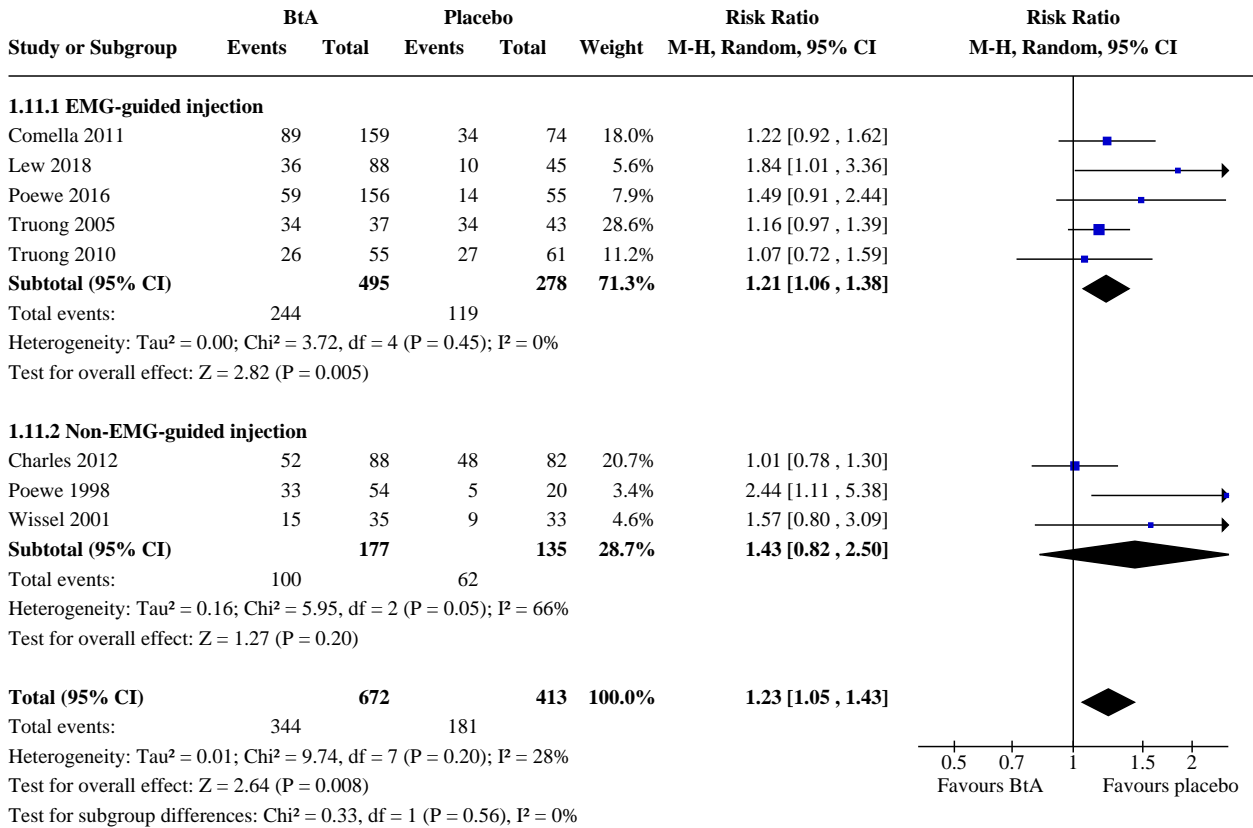 BtA Placebo Risk Ratio Risk Ratio
Study or Subgroup Events Total Events Total Weight M-H, Random, 95% CI M-H, Random, 95% CI
1.11.1 EMG-guided injection
Comella 2011 89 159 34 74 18.0% 1.22 [0.92 , 1.62]
Lew 2018 36 88 10 45 5.6% 1.84 [1.01 , 3.36]
Poewe 2016 59 156 14 55 7.9% 1.49 [0.91 , 2.44]
Truong 2005 34 37 34 43 28.6% 1.16 [0.97 , 1.39]
Truong 2010 26 55 27 61 11.2% 1.07 [0.72 , 1.59]
Subtotal (95% CI) 495 278 71.3% 1.21 [1.06 , 1.38]
Total events: 244 119
Heterogeneity: Tau² = 0.00; Chi² = 3.72, df = 4 (P = 0.45); I² = 0%
Test for overall effect: Z = 2.82 (P = 0.005)
1.11.2 Non-EMG-guided injection
Charles 2012 52 88 48 82 20.7% 1.01 [0.78 , 1.30]
Poewe 1998 33 54 5 20 3.4% 2.44 [1.11 , 5.38]
Wissel 2001 15 35 9 33 4.6% 1.57 [0.80 , 3.09]
Subtotal (95% CI) 177 135 28.7% 1.43 [0.82 , 2.50]
Total events: 100 62
Heterogeneity: Tau² = 0.16; Chi² = 5.95, df = 2 (P = 0.05); I² = 66%
Test for overall effect: Z = 1.27 (P = 0.20)
Total (95% CI) 672 413 100.0% 1.23 [1.05 , 1.43]
Total events: 344 181
Heterogeneity: Tau² = 0.01; Chi² = 9.74, df = 7 (P = 0.20); I² = 28%
0.5 0.7 1 1.5 2
Test for overall effect: Z = 2.64 (P = 0.008) Favours BtA Favours placebo
Test for subgroup differences: Chi² = 0.33, df = 1 (P = 0.56), I² = 0%